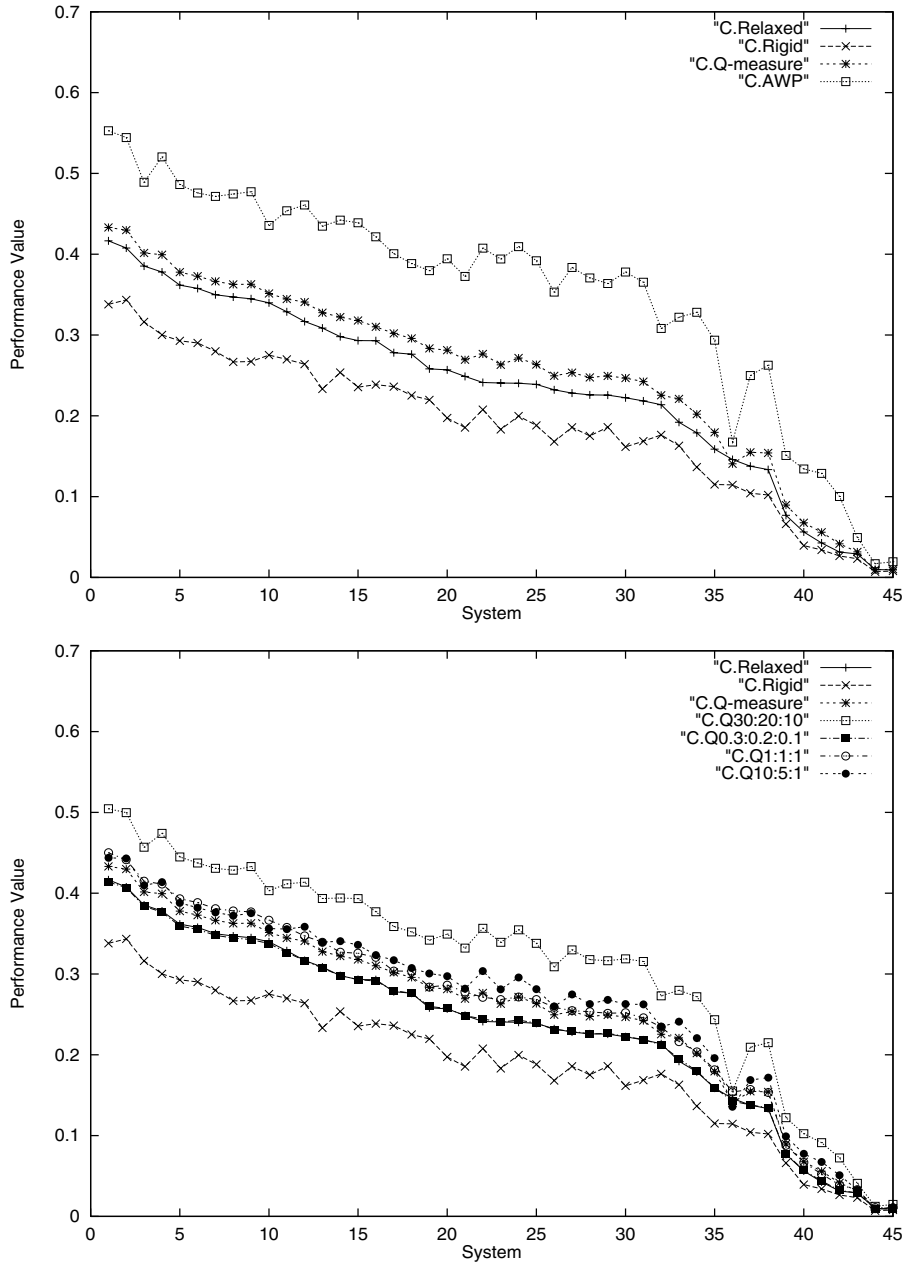 0.7
0.6
0.5
0.4
0.3
0.2
0.1
0
Performance Value
"C.Relaxed"
"C.Rigid"
"C.Q-measure"
"C.AWP"
0 5 10 15 20 25 30 35 40 45
System
0.7
0.6
0.5
0.4
0.3
0.2
0.1
0
Performance Value
"C.Relaxed"
"C.Rigid"
"C.Q-measure"
"C.Q30:20:10"
"C.Q0.3:0.2:0.1"
"C.Q1:1:1"
"C.Q10:5:1"
0 5 10 15 20 25 30 35 40 45
System